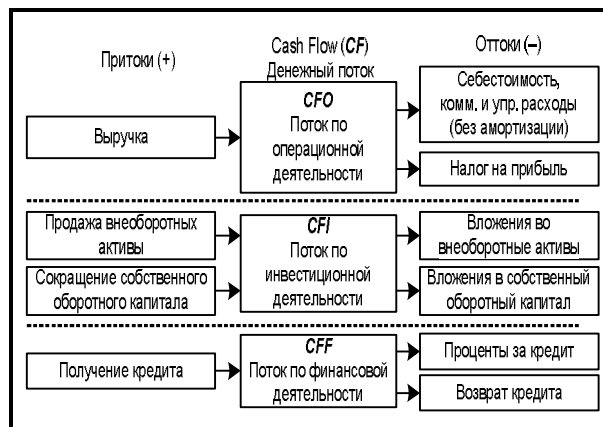 Притоки (+)
Cash Flow (CF)
Денежный поток
Оттоки (–)
Выручка
CFO
Поток по
операционной
деятельности
Себестоимость,
комм. и упр. расходы
(без амортизации)
Налог на прибыль
Продажа внеоборотных
активы
Сокращение собственного
оборотного капитала
CFI
Поток по
инвестиционной
деятельности
Вложения во
внеоборотные активы
Вложения в собственный
оборотный капитал
Получение кредита
CFF
Поток по финансовой
деятельности
Проценты за кредит
Возврат кредита